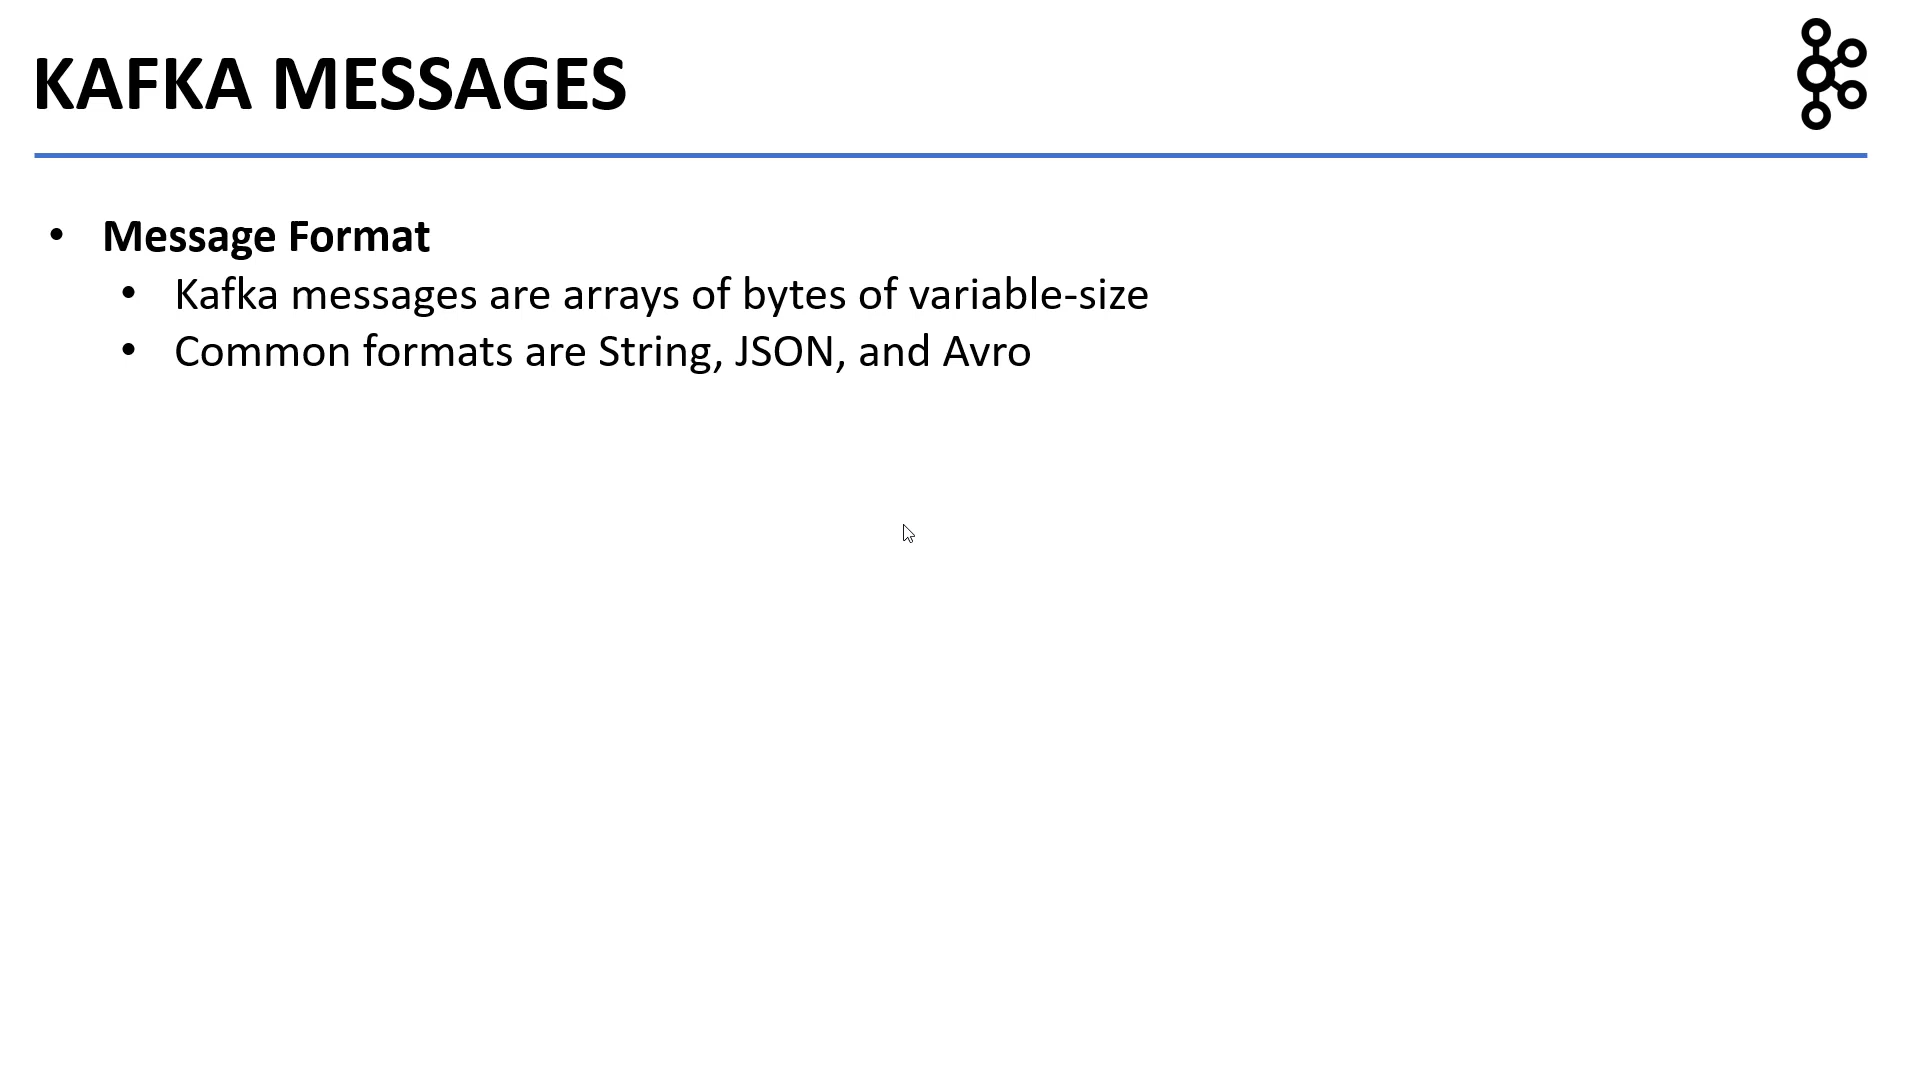 KAFKA MESSAGES
• Message Format
• Kafka messages are arrays of bytes of variable-size
• Common formats are String, JSON, and Avro